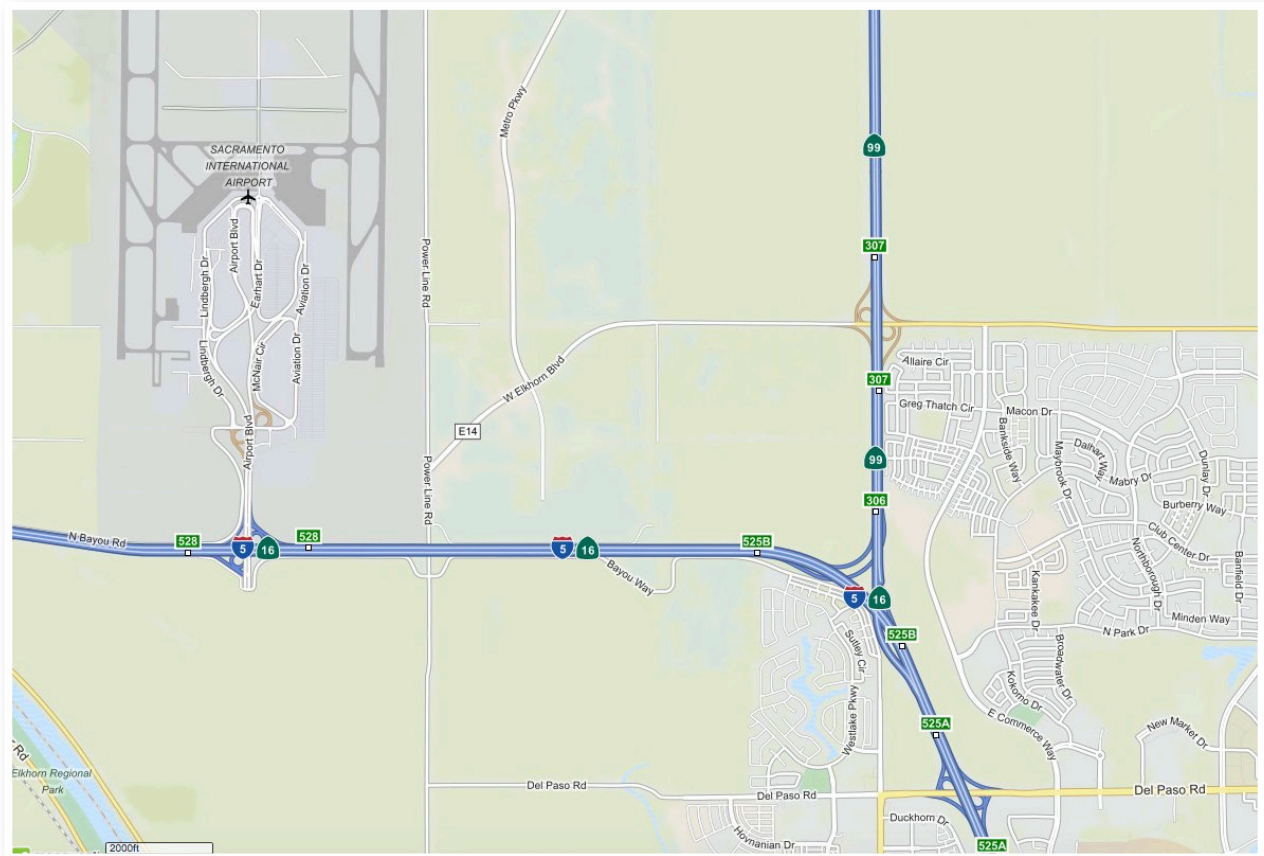 99
SACRAMENTO
INTERNATIONAL
AIRPORT
Metro Pkwy
307
Airport Blvd
Lindbergh Dr
Earhart Dr
Aviation Dr
Power Line Rd
Lindbergh Dr
McNair Cir
Aviation Dr
W Elkhorn Blvd
Allaire Cir
307
Greg Thatch Cir
Macon Dr
Airport Blvd
E14
Bankside Way
Maybrook Dr
Dalhart Way
Mabry Dr
Dunlay Dr
99
Power Line Rd
306
Burberry Way
N Bayou Rd
528
528
5
16
5
16
525B
Club Center Dr
Northborough Dr
Banfield Dr
Bayou Way
5
16
Kankakee Dr
Minden Way
525B
N Park Dr
Sutley Cir
Broadwater Dr
Kokomo Dr
Westlake Pkwy
525A
E Commerce Way
New Market Dr
Rd
Elkhorn Regional
Park
Del Paso Rd
Del Paso Rd
Del Paso Rd
Duckhorn Dr
Hovnanian Dr
525A
2000ft